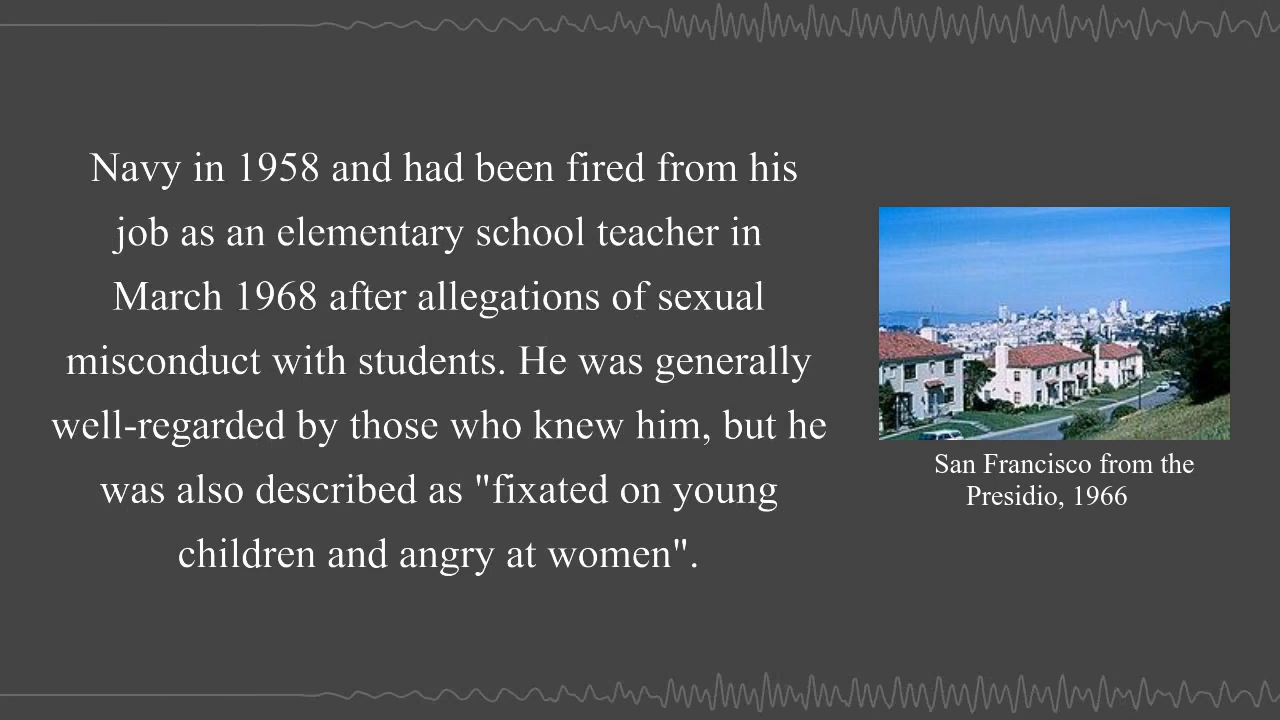 Navy in 1958 and had been fired from his
job as an elementary school teacher in
March 1968 after allegations of sexual
misconduct with students. He was generally
well-regarded by those who knew him, but he
was also described as "fixated on young
children and angry at women".
San Francisco from the
Presidio, 1966